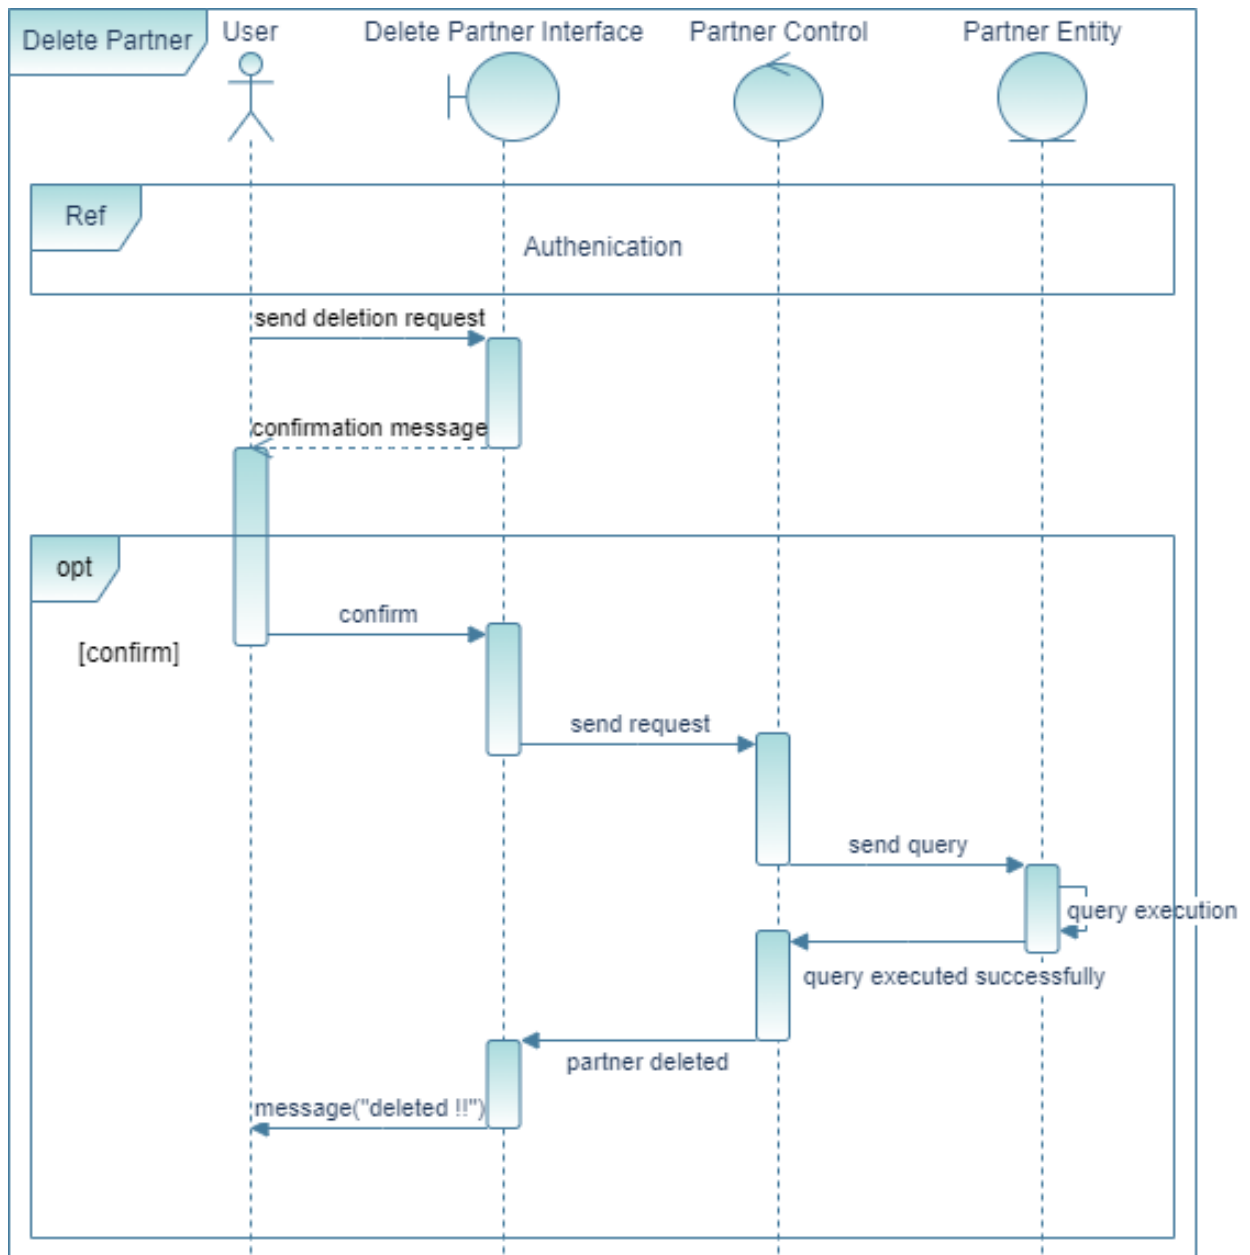 Delete Partner
User
Delete Partner Interface
Partner Control
Partner Entity
Ref
Authenication
send deletion request
confirmation message
opt
confirm
[confirm]
send request
send query
query execution
query executed successfully
partner deleted
message("deleted !!")